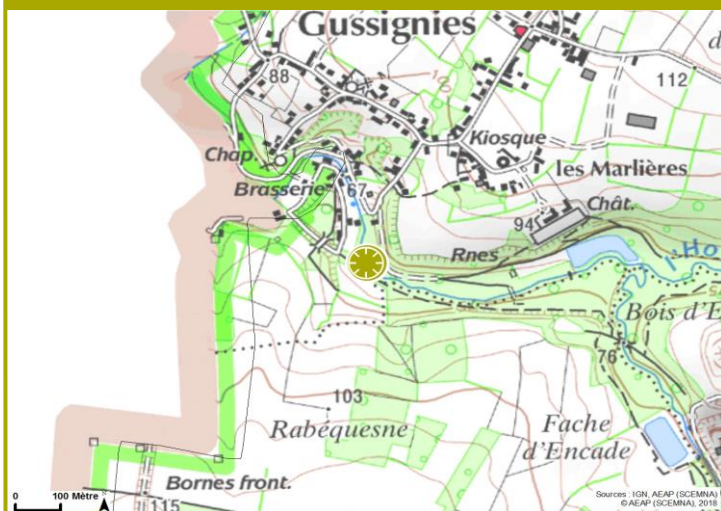 Gussignies
88
112
Kiosque
Chap.
les Marlières
Brasserie
67
Chât.
94
Rnes
Bois d'E
76
103
Rabéquesne
Fache
d'Encade
Bornes front.
115
0 100 Mètre
Sources : IGN, AEAP (SCEMNA)
© AEAP (SCEMNA), 2018